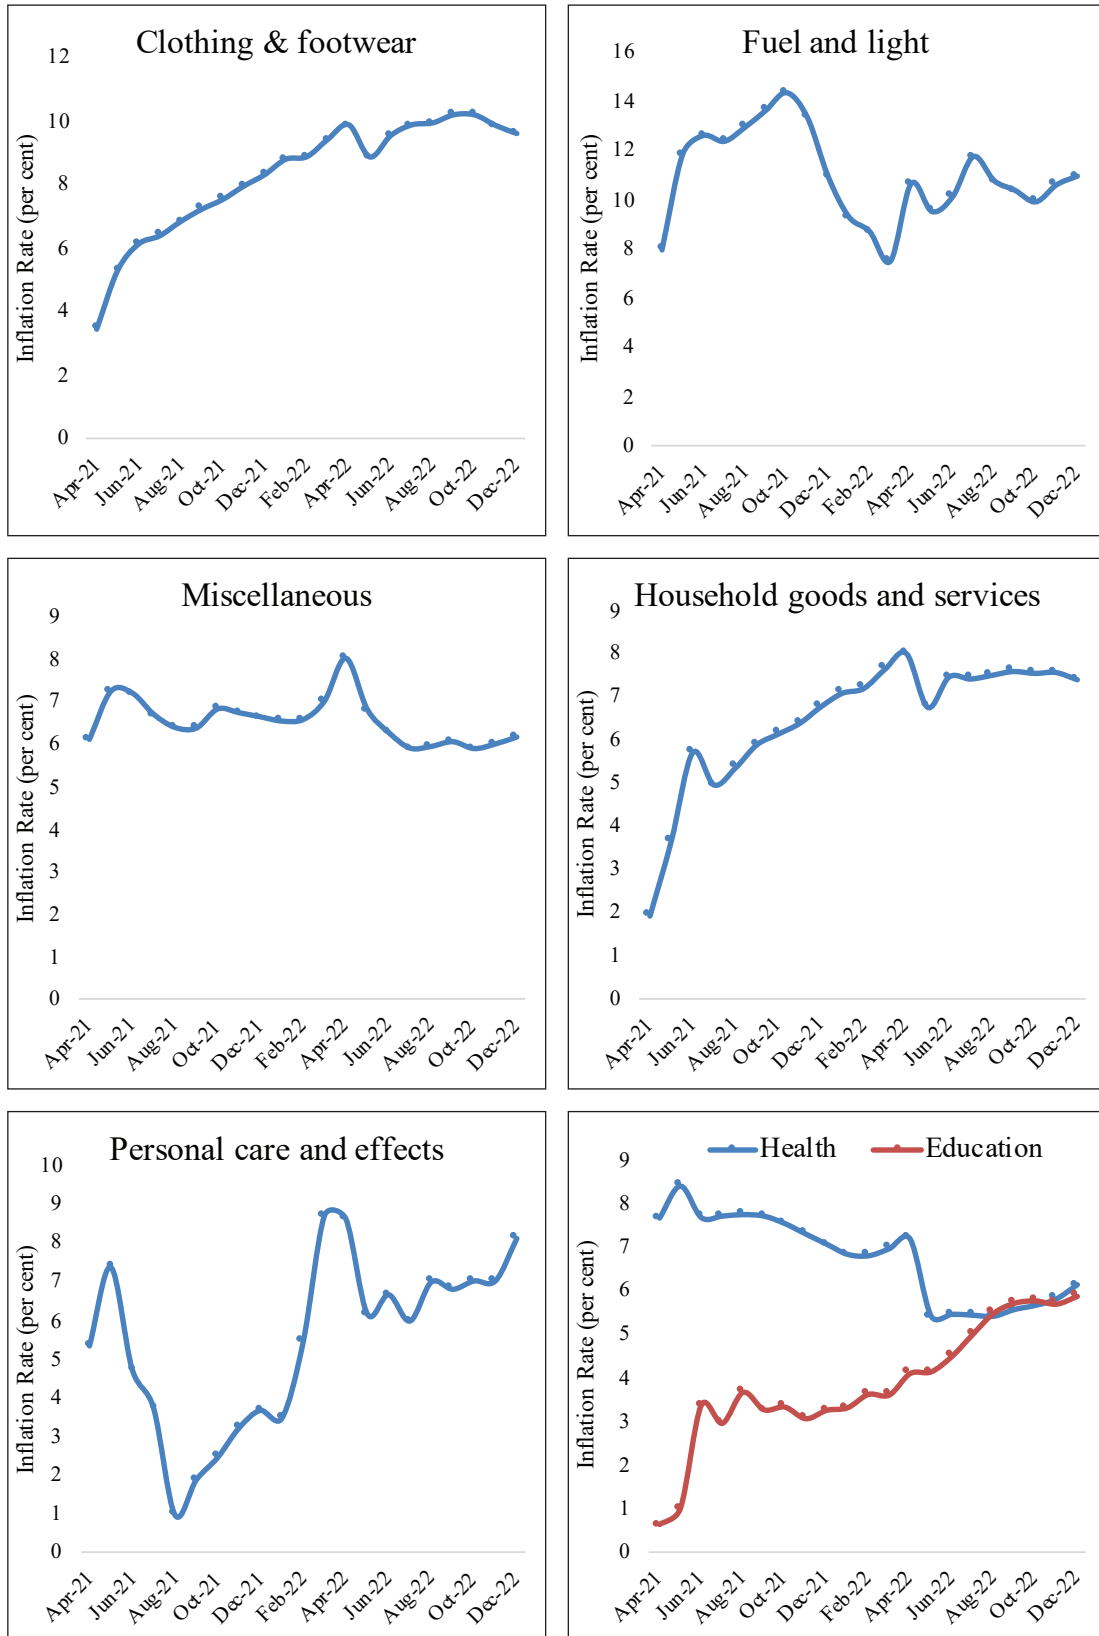 Clothing & footwear
Inflation Rate (per cent)
12
10
8
6
4
2
0
Apr-21
Jun-21
Aug-21
Oct-21
Dec-21
Feb-22
Apr-22
Jun-22
Aug-22
Oct-22
Dec-22
Fuel and light
Inflation Rate (per cent)
16
14
12
10
8
6
4
2
0
Apr-21
Jun-21
Aug-21
Oct-21
Dec-21
Feb-22
Apr-22
Jun-22
Aug-22
Oct-22
Dec-22
Miscellaneous
Inflation Rate (per cent)
9
8
7
6
5
4
3
2
1
0
Apr-21
Jun-21
Aug-21
Oct-21
Dec-21
Feb-22
Apr-22
Jun-22
Aug-22
Oct-22
Dec-22
Household goods and services
Inflation Rate (per cent)
9
8
7
6
5
4
3
2
1
0
Apr-21
Jun-21
Aug-21
Oct-21
Dec-21
Feb-22
Apr-22
Jun-22
Aug-22
Oct-22
Dec-22
Personal care and effects
Inflation Rate (per cent)
10
9
8
7
6
5
4
3
2
1
0
Apr-21
Jun-21
Aug-21
Oct-21
Dec-21
Feb-22
Apr-22
Jun-22
Aug-22
Oct-22
Dec-22
Health Education
Inflation Rate (per cent)
9
8
7
6
5
4
3
2
1
0
Apr-21
Jun-21
Aug-21
Oct-21
Dec-21
Feb-22
Apr-22
Jun-22
Aug-22
Oct-22
Dec-22